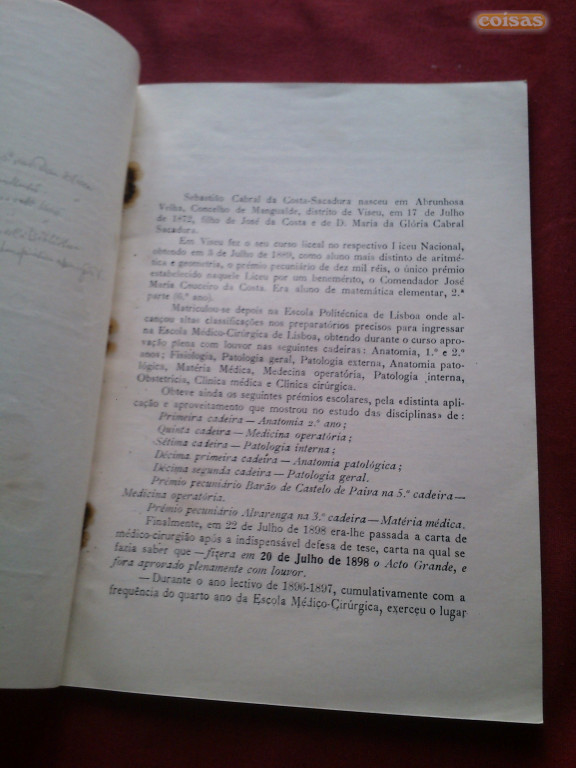 coisas
Sebastião Cabral da Costa-Sacadura nasceu em Abrunhosa
Velha, Concelho de Mangualde, distrito de Viseu, em 17 de Julho
de 1872, filho de José da Costa e de D. Maria da Glória Cabral
Sacadura.
Em Viseu fez o seu curso liceal no respectivo Liceu Nacional,
obtendo em 3 de Julho de 1889, como aluno mais distinto de aritmé-
tica e geometria, o prémio pecuniário de dez mil réis, o único prémio
estabelecido naquele Liceu por um benemérito, o Comendador José
Maria Cruzeiro da Costa. Era aluno de matemática elementar, 2.ª
parte (6.º ano).
Matriculou-se depois na Escola Politécnica de Lisboa onde al-
cançou altas classificações nos preparatórios precisos para ingressar
na Escola Médico-Cirúrgica de Lisboa, obtendo durante o curso apro-
vação plena com louvor nas seguintes cadeiras: Anatomia, 1.º e 2.º
anos; Fisiologia, Patologia geral, Patologia externa, Anatomia pato-
lógica, Matéria Médica, Medecina operatória, Patologia interna,
Obstetrícia, Clínica médica e Clínica cirúrgica.
Obteve ainda os seguintes prémios escolares, pela «distinta apli-
cação e aproveitamento que mostrou no estudo das disciplinas» de:
Primeira cadeira — Anatomia 2.º ano;
Quinta cadeira — Medicina operatória;
Sétima cadeira — Patologia interna;
Décima primeira cadeira — Anatomia patológica;
Décima segunda cadeira — Patologia geral.
Prémio pecuniário Barão de Castelo de Paiva na 5.ª cadeira —
Medicina operatória.
Prémio pecuniário Alvarenga na 3.ª cadeira — Matéria médica.
Finalmente, em 22 de Julho de 1898 era-lhe passada a carta de
médico-cirurgião após a indispensável defesa de tese, carta na qual se
fazia saber que — fizera em 20 de Julho de 1898 o Acto Grande, e
fora aprovado plenamente com louvor.
— Durante o ano lectivo de 1896-1897, cumulativamente com a
frequência do quarto ano da Escola Médico-Cirúrgica, exerceu o lugar